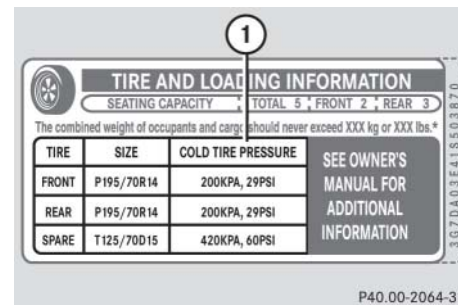 1
TIRE AND LOADING INFORMATION
SEATING CAPACITY TOTAL 5 FRONT 2 REAR 3
The combined weight of occupants and cargo should never exceed XXX kg or XXX lbs.*
TIRE SIZE COLD TIRE PRESSURE
FRONT P195/70R14 200KPA, 29PSI
REAR P195/70R14 200KPA, 29PSI
SPARE T125/70D15 420KPA, 60PSI
SEE OWNER'S
MANUAL FOR
ADDITIONAL
INFORMATION
3G7DA03E41S503870
P40.00-2064-3